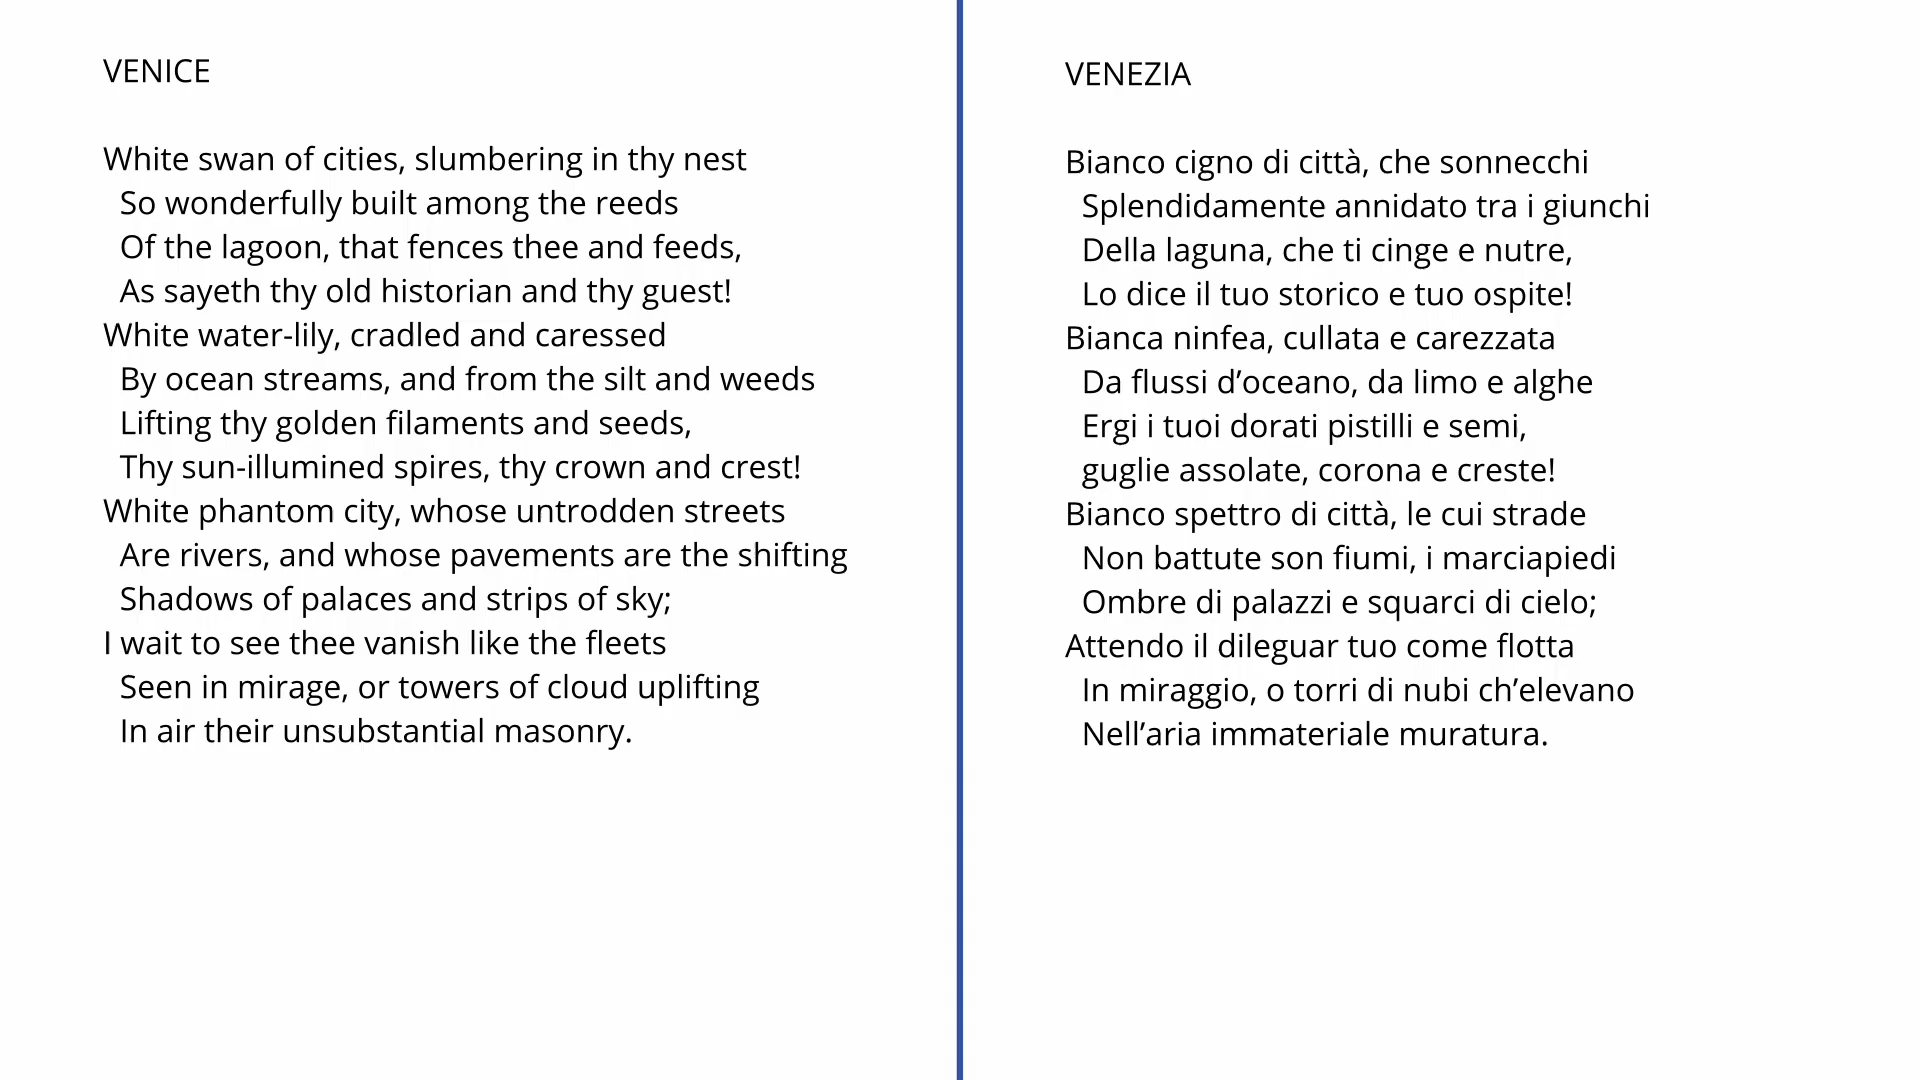 VENICE
White swan of cities, slumbering in thy nest
So wonderfully built among the reeds
Of the lagoon, that fences thee and feeds,
As sayeth thy old historian and thy guest!
White water-lily, cradled and caressed
By ocean streams, and from the silt and weeds
Lifting thy golden filaments and seeds,
Thy sun-illumined spires, thy crown and crest!
White phantom city, whose untrodden streets
Are rivers, and whose pavements are the shifting
Shadows of palaces and strips of sky;
I wait to see thee vanish like the fleets
Seen in mirage, or towers of cloud uplifting
In air their unsubstantial masonry.
VENEZIA
Bianco cigno di città, che sonnecchi
Splendidamente annidato tra i giunchi
Della laguna, che ti cinge e nutre,
Lo dice il tuo storico e tuo ospite!
Bianca ninfea, cullata e carezzata
Da flussi d’oceano, da limo e alghe
Ergi i tuoi dorati pistilli e semi,
guglie assolate, corona e creste!
Bianco spettro di città, le cui strade
Non battute son fiumi, i marciapiedi
Ombre di palazzi e squarci di cielo;
Attendo il dileguar tuo come flotta
In miraggio, o torri di nubi ch’elevano
Nell’aria immateriale muratura.